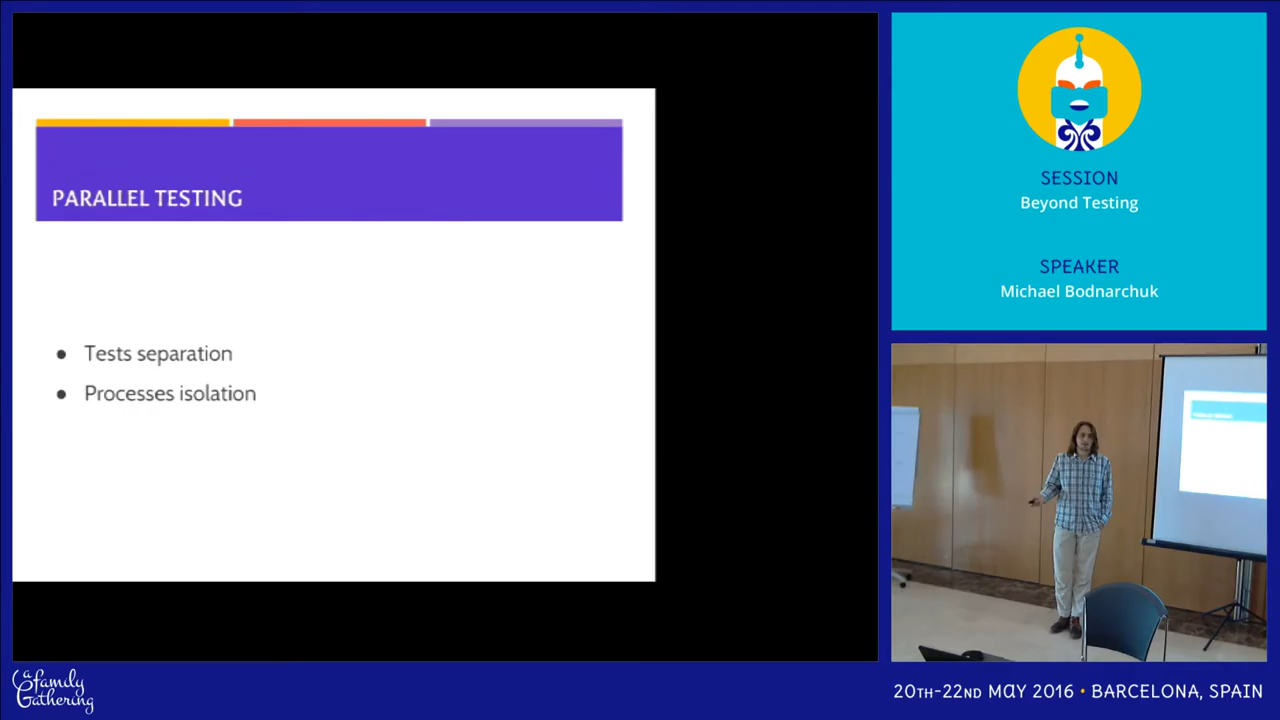 PARALLEL TESTING
● Tests separation
● Processes isolation
SESSION
Beyond Testing
SPEAKER
Michael Bodnarchuk
a family
Gathering
20TH-22ND MAY 2016 • BARCELONA, SPAIN